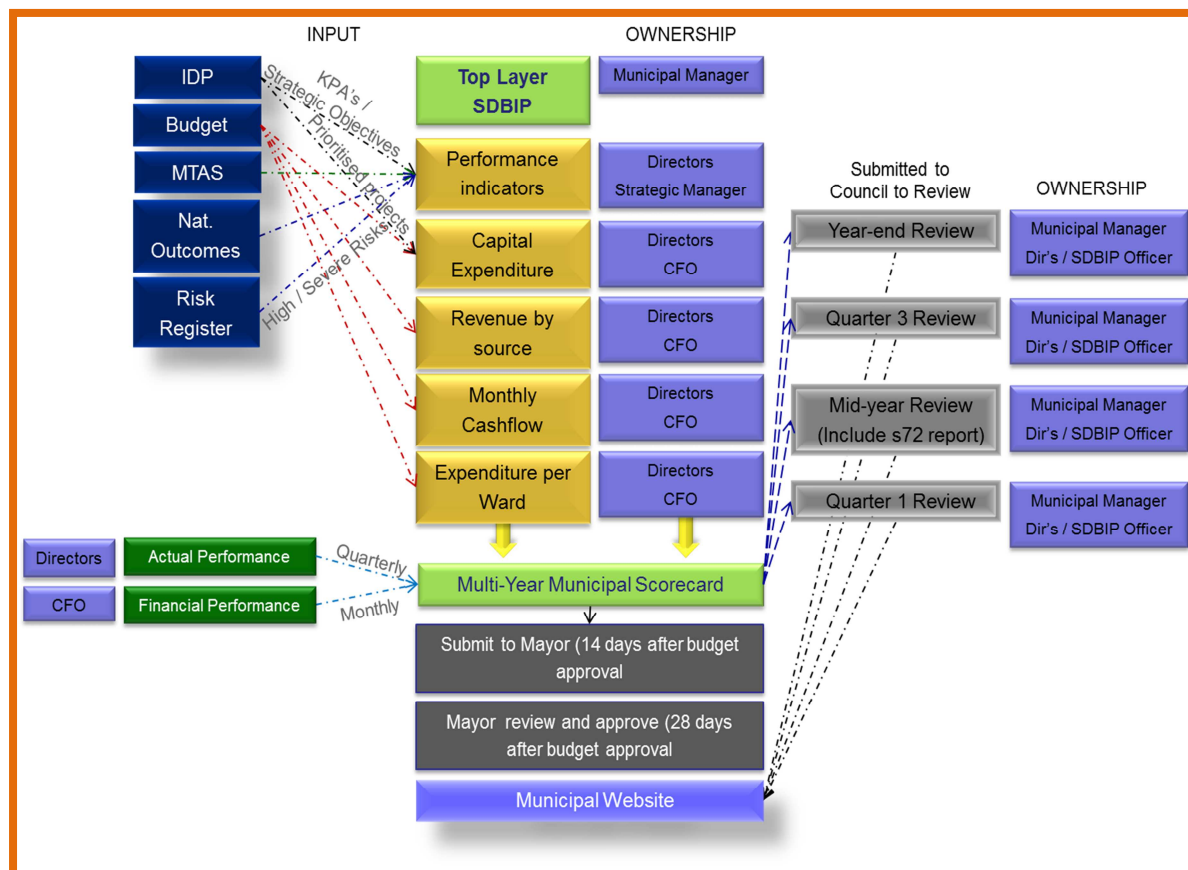 INPUT
OWNERSHIP
IDP
Budget
MTAS
Nat.
Outcomes
Risk
Register
KPA's /
Strategic Objectives
Prioritised projects
High / Severe Risks
Top Layer
SDBIP
Municipal Manager
Performance
indicators
Directors
Strategic Manager
Capital
Expenditure
Directors
CFO
Revenue by
source
Directors
CFO
Monthly
Cashflow
Directors
CFO
Expenditure per
Ward
Directors
CFO
Submitted to
Council to Review
OWNERSHIP
Year-end Review
Municipal Manager
Dir's / SDBIP Officer
Quarter 3 Review
Municipal Manager
Dir's / SDBIP Officer
Mid-year Review
(Include s72 report)
Municipal Manager
Dir's / SDBIP Officer
Quarter 1 Review
Municipal Manager
Dir's / SDBIP Officer
Directors
Actual Performance
Quarterly
CFO
Financial Performance
Monthly
Multi-Year Municipal Scorecard
Submit to Mayor (14 days after budget
approval
Mayor review and approve (28 days
after budget approval
Municipal Website